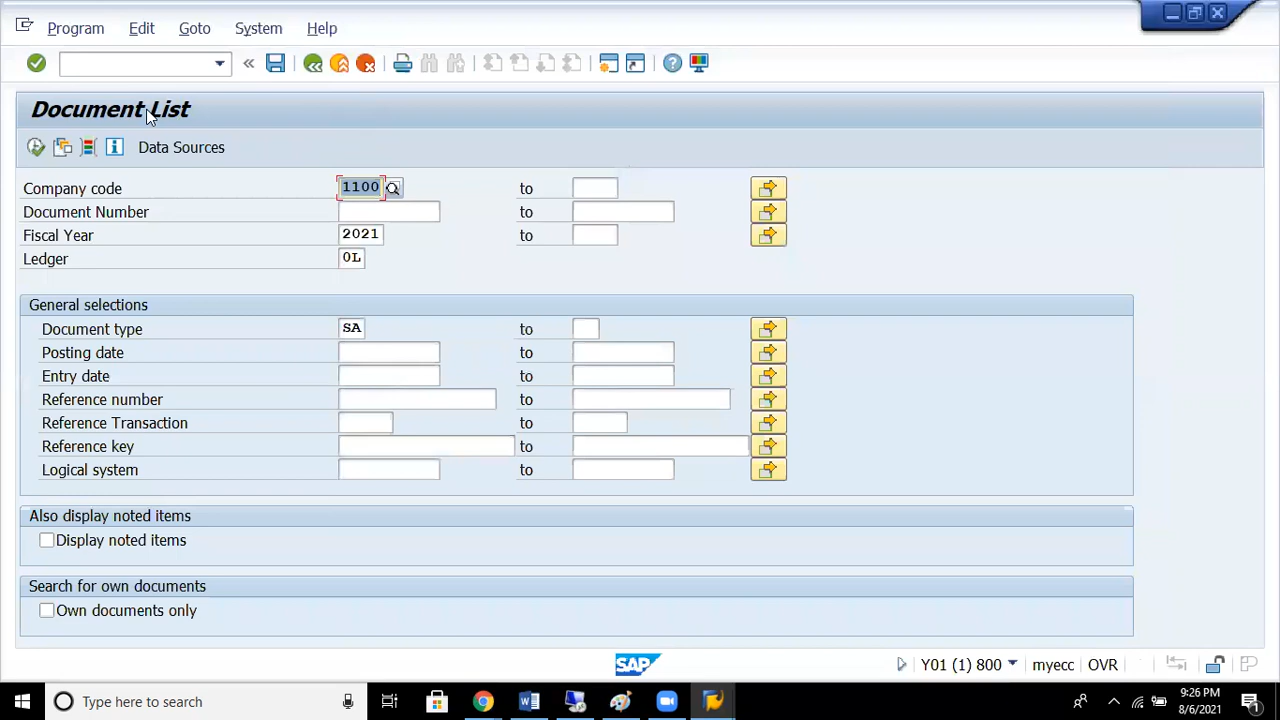 Program Edit Goto System Help
Document List
Data Sources
Company code 1100 to
Document Number to
Fiscal Year 2021 to
Ledger 0L
General selections
Document type SA to
Posting date to
Entry date to
Reference number to
Reference Transaction to
Reference key to
Logical system to
Also display noted items
Display noted items
Search for own documents
Own documents only
SAP Y01 (1) 800 myecc OVR
Type here to search 9:26 PM
8/6/2021 1